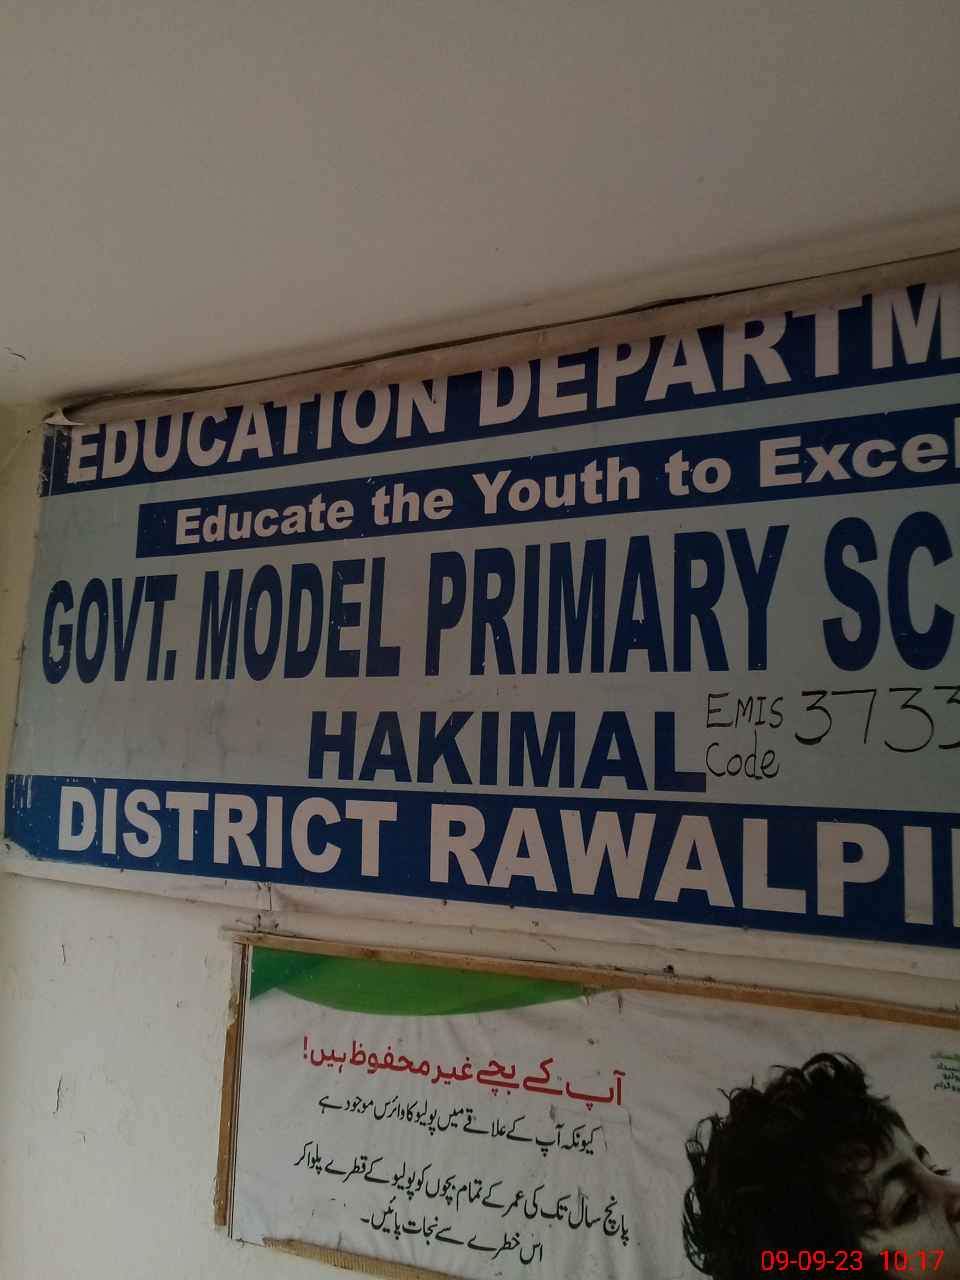 EDUCATION DEPARTM
Educate the Youth to Excel
GOVT. MODEL PRIMARY SC
HAKIMAL
EMIS 3733
Code
DISTRICT RAWALPI
آپ کے بچے غیر محفوظ ہیں!
کیونکہ آپ کے علاقے میں پولیو کا وائرس موجود ہے
پانچ سال تک کی عمر کے تمام بچوں کو پولیو کے قطرے پلوا کر
اس خطرے سے نجات پائیں۔
09-09-23 10:17